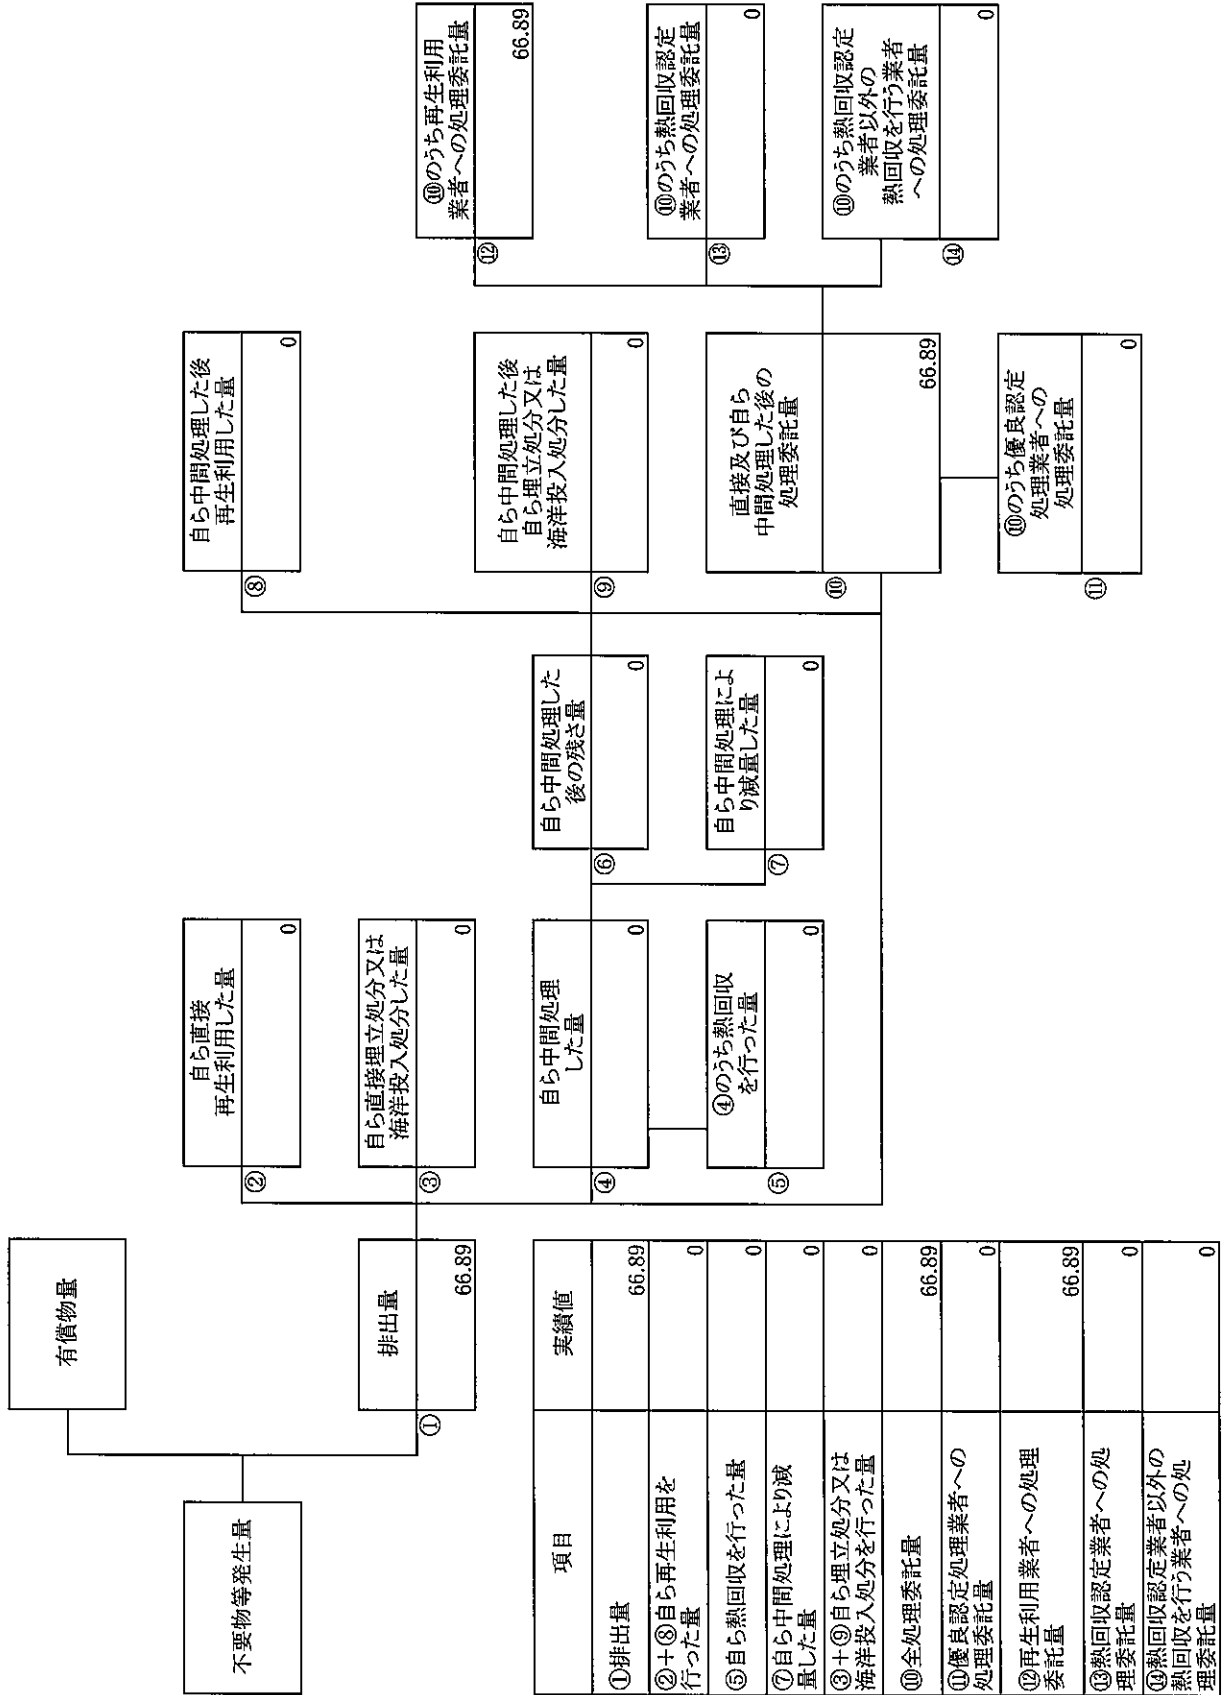 不要物等発生量
有償物量
排出量
①
66.89
自ら直接
再生利用した量
②
0
自ら直接埋立処分又は
海洋投入処分した量
③
0
自ら中間処理
した量
④
0
④のうち熱回収
を行った量
⑤
0
自ら中間処理した
後の残さ量
⑥
0
自ら中間処理によ
り減量した量
⑦
0
自ら中間処理した後
再生利用した量
⑧
0
自ら中間処理した後
自ら埋立処分又は
海洋投入処分した量
⑨
0
直接及び自ら
中間処理した後の
処理委託量
⑩
66.89
⑩のうち優良認定
処理業者への
処理委託量
⑪
0
⑩のうち再生利用
業者への処理委託量
⑫
66.89
⑩のうち熱回収認定
業者への処理委託量
⑬
0
⑩のうち熱回収認定
業者以外の
熱回収を行う業者
への処理委託量
⑭
0
項目 実績値
①排出量 66.89
②+⑧自ら再生利用を
行った量 0
⑤自ら熱回収を行った量 0
⑦自ら中間処理により減
量した量 0
③+⑨自ら埋立処分又は
海洋投入処分を行った量 0
⑩全処理委託量 66.89
⑪優良認定処理業者への
処理委託量 0
⑫再生利用業者への処理
委託量 66.89
⑬熱回収認定業者への処
理委託量 0
⑭熱回収認定業者以外の
熱回収を行う業者への処
理委託量 0